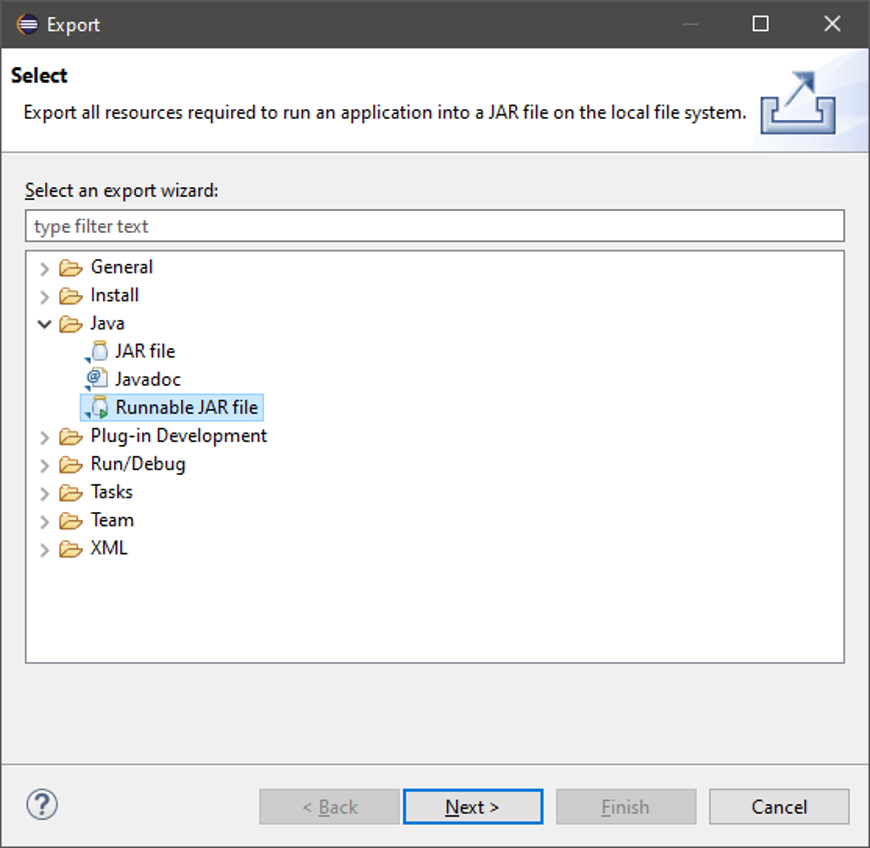 Export
Select
Export all resources required to run an application into a JAR file on the local file system.
Select an export wizard:
type filter text
General
Install
Java
JAR file
Javadoc
Runnable JAR file
Plug-in Development
Run/Debug
Tasks
Team
XML
< Back Next > Finish Cancel